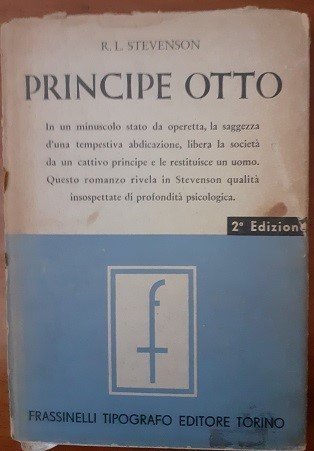 R. L. STEVENSON
PRINCIPE OTTO
In un minuscolo stato da operetta, la saggezza
d'una tempestiva abdicazione, libera la società
da un cattivo principe e le restituisce un uomo.
Questo romanzo rivela in Stevenson qualità
insospettate di profondità psicologica.
2ª Edizione
f
FRASSINELLI TIPOGRAFO EDITORE TORINO